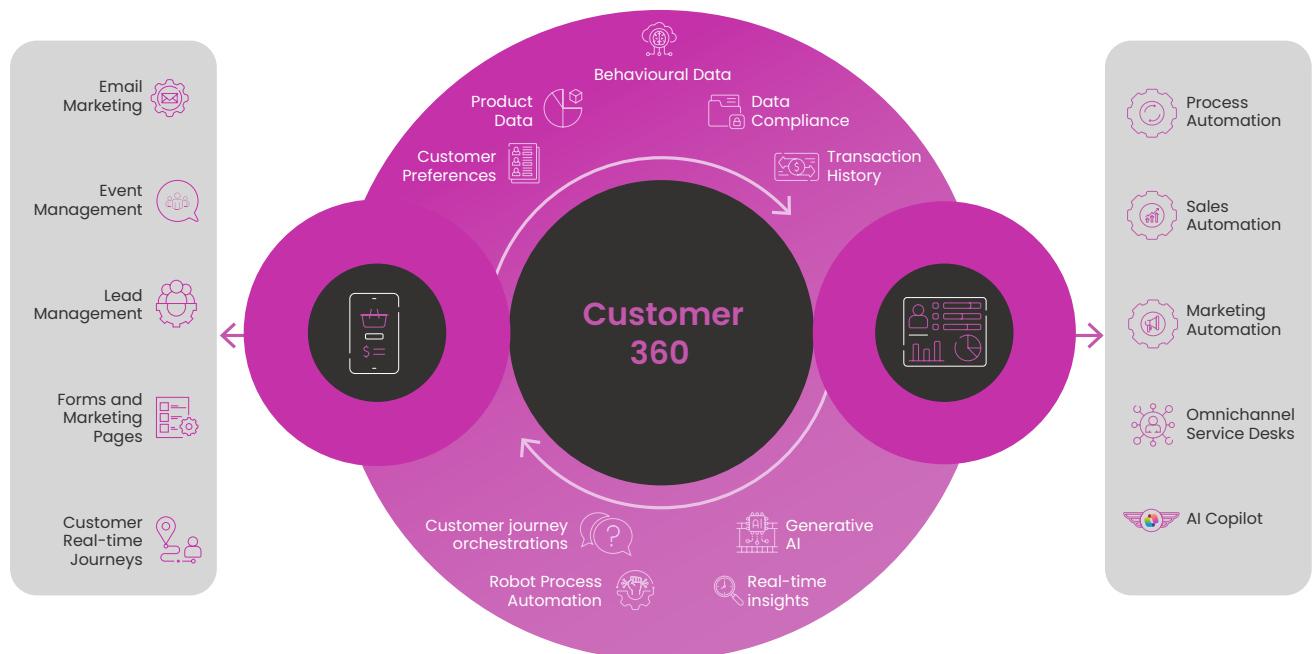 Email
Marketing
Event
Management
Lead
Management
Forms and
Marketing
Pages
Customer
Real-time
Journeys
Behavioural Data
Product
Data
Data
Compliance
Customer
Preferences
Transaction
History
$
$
Customer
360
Customer journey
orchestrations
?
AI
Generative
AI
Robot Process
Automation
Real-time
insights
Process
Automation
Sales
Automation
Marketing
Automation
Omnichannel
Service Desks
AI Copilot